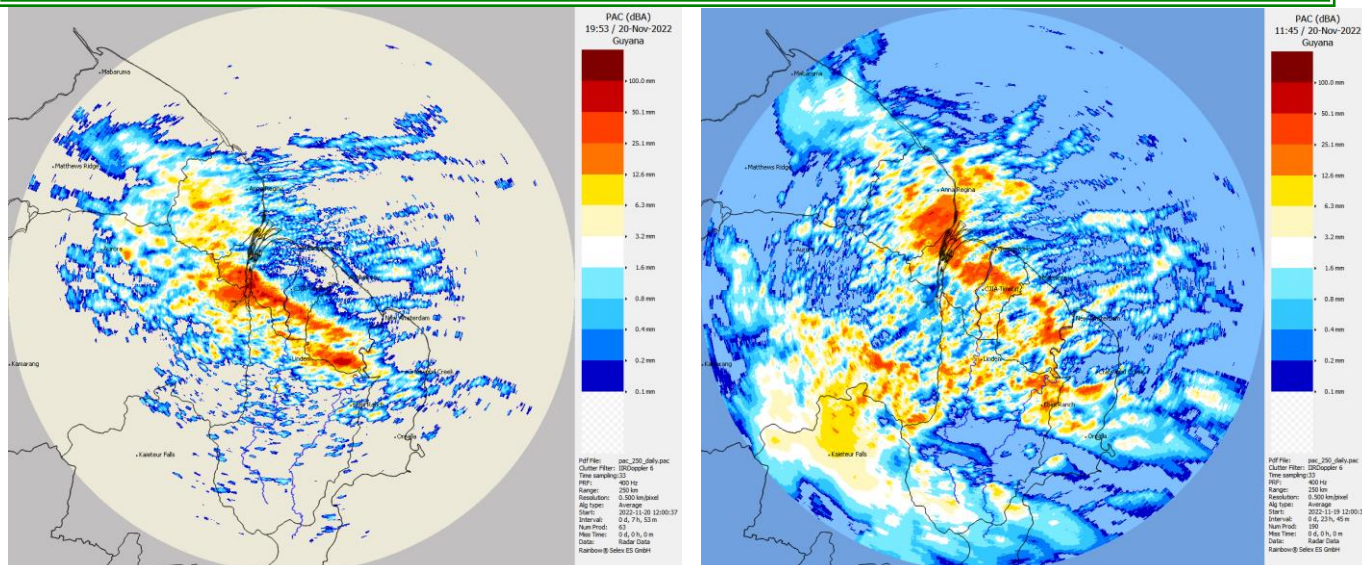 PAC (dBA)
19:53 / 20-Nov-2022
Guyana
100.0 mm
50.1 mm
25.1 mm
12.6 mm
6.3 mm
3.2 mm
1.6 mm
0.8 mm
0.4 mm
0.2 mm
0.1 mm
Pdf File: pac_250_daily.pac
Clutter Filter: IIRDoppler 6
Time sampling:33
PRF: 400 Hz
Range: 250 km
Resolution: 0.500 km/pixel
Alg type: Average
Start: 2022-11-20 12:00:37
Interval: 0 d, 7 h, 53 m
Num Prod: 63
Miss Time: 0 d, 0 h, 0 m
Data: Radar Data
Rainbow® Selex ES GmbH
Mabaruma
Matthews Ridge
Anna Regina
Aurora
New Amsterdam
Kamarang
Linden
Orealla
Kaieteur Falls
PAC (dBA)
11:45 / 20-Nov-2022
Guyana
100.0 mm
50.1 mm
25.1 mm
12.6 mm
6.3 mm
3.2 mm
1.6 mm
0.8 mm
0.4 mm
0.2 mm
0.1 mm
Pdf File: pac_250_daily.pac
Clutter Filter: IIRDoppler 6
Time sampling:33
PRF: 400 Hz
Range: 250 km
Resolution: 0.500 km/pixel
Alg type: Average
Start: 2022-11-19 12:00:
Interval: 0 d, 23 h, 45 m
Num Prod: 190
Miss Time: 0 d, 0 h, 0 m
Data: Radar Data
Rainbow® Selex ES GmbH
Mabaruma
Matthews Ridge
Anna Regina
CJIA-Timehri
New Amsterdam
Kamarang
Linden
Orealla
Kaieteur Falls